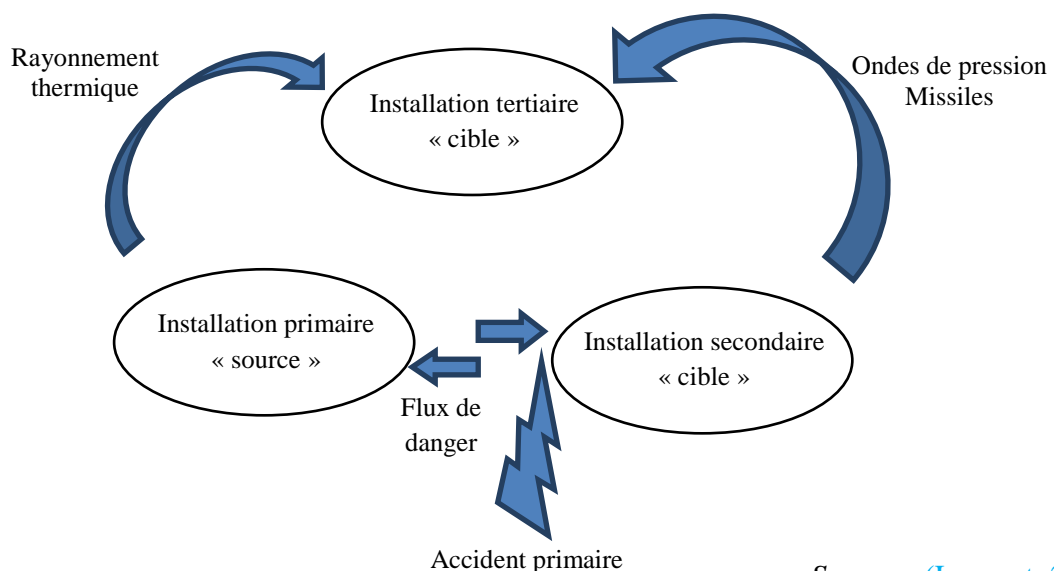 Rayonnement
thermique
Ondes de pression
Missiles
Installation tertiaire
« cible »
Installation primaire
« source »
Installation secondaire
« cible »
Flux de
danger
Accident primaire